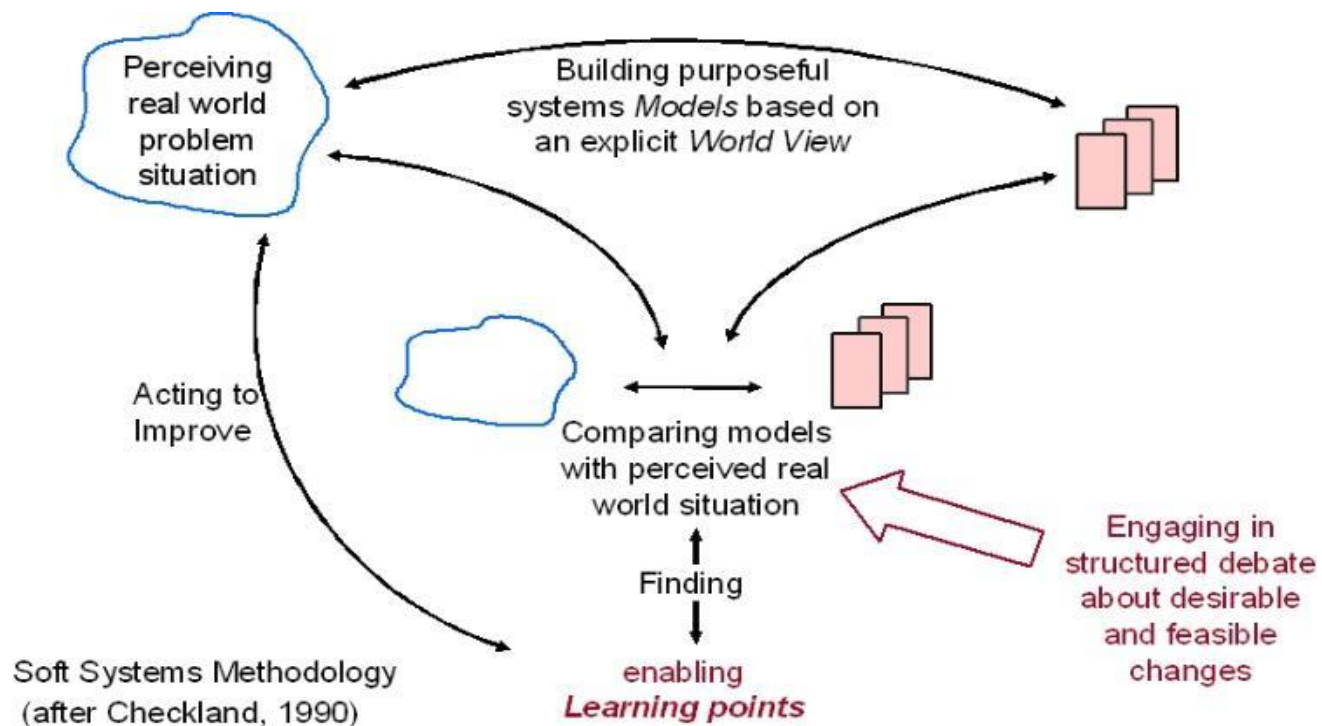 Perceiving
real world
problem
situation
Building purposeful
systems Models based on
an explicit World View
Acting to
Improve
Comparing models
with perceived real
world situation
Finding
enabling
Learning points
Engaging in
structured debate
about desirable
and feasible
changes
Soft Systems Methodology
(after Checkland, 1990)